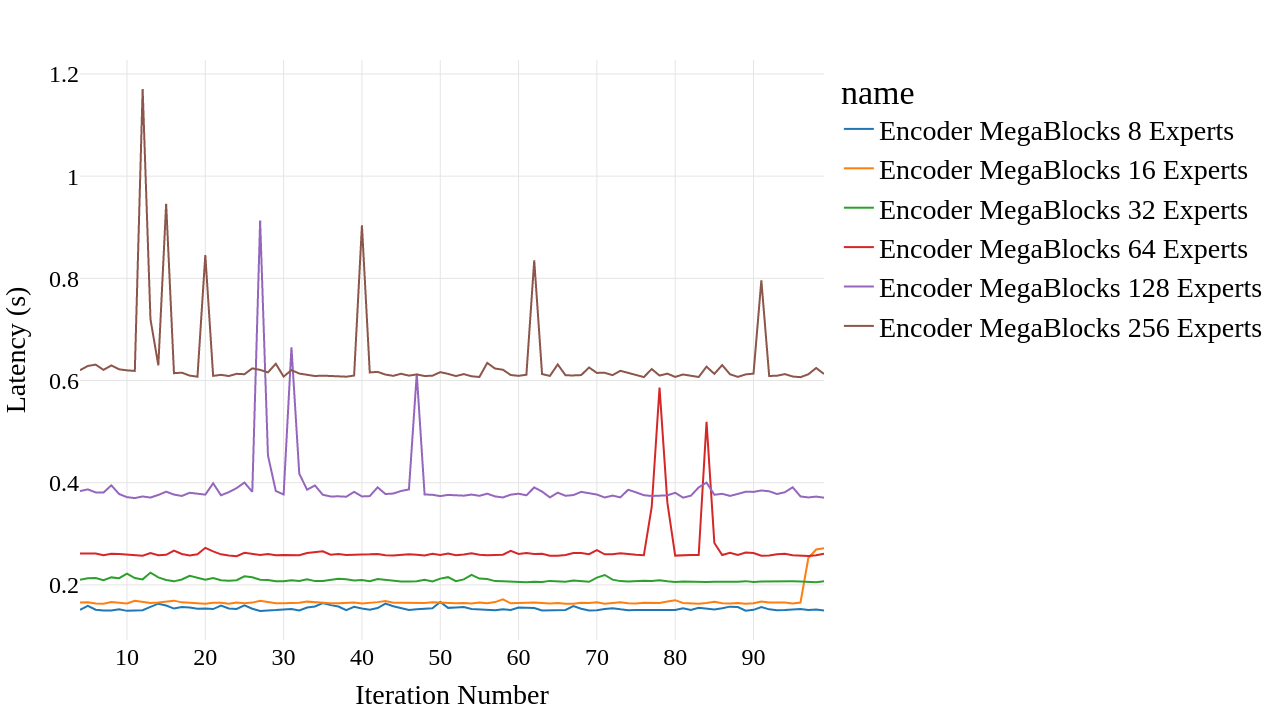 1.2
1
0.8
0.6
0.4
0.2
Latency (s)
10 20 30 40 50 60 70 80 90
Iteration Number
name
Encoder MegaBlocks 8 Experts
Encoder MegaBlocks 16 Experts
Encoder MegaBlocks 32 Experts
Encoder MegaBlocks 64 Experts
Encoder MegaBlocks 128 Experts
Encoder MegaBlocks 256 Experts